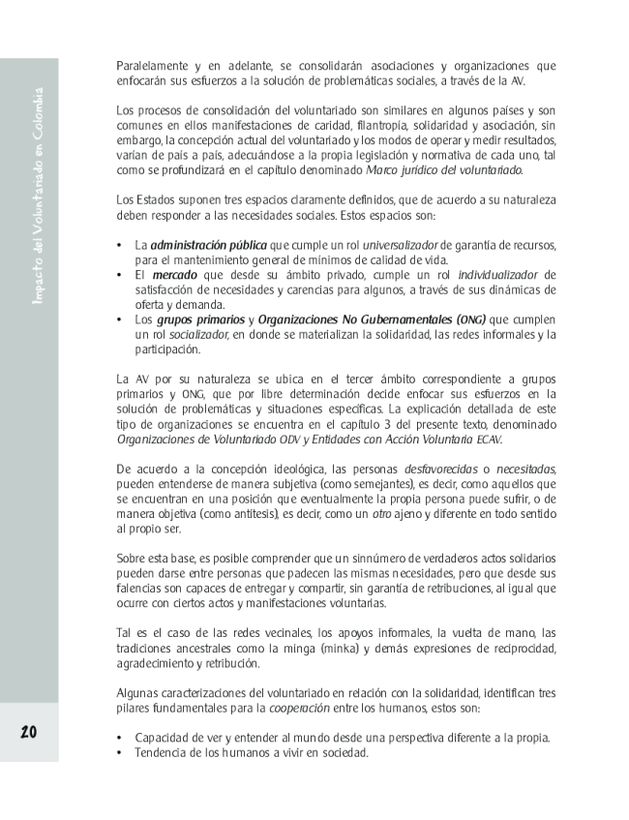 Impacto del Voluntariado en Colombia
Paralelamente y en adelante, se consolidarán asociaciones y organizaciones que
enfocarán sus esfuerzos a la solución de problemáticas sociales, a través de la AV.
Los procesos de consolidación del voluntariado son similares en algunos países y son
comunes en ellos manifestaciones de caridad, filantropía, solidaridad y asociación, sin
embargo, la concepción actual del voluntariado y los modos de operar y medir resultados,
varían de país a país, adecuándose a la propia legislación y normativa de cada uno, tal
como se profundizará en el capítulo denominado Marco jurídico del voluntariado.
Los Estados suponen tres espacios claramente definidos, que de acuerdo a su naturaleza
deben responder a las necesidades sociales. Estos espacios son:
• La administración pública que cumple un rol universalizador de garantía de recursos,
para el mantenimiento general de mínimos de calidad de vida.
• El mercado que desde su ámbito privado, cumple un rol individualizador de
satisfacción de necesidades y carencias para algunos, a través de sus dinámicas de
oferta y demanda.
• Los grupos primarios y Organizaciones No Gubernamentales (ONG) que cumplen
un rol socializador, en donde se materializan la solidaridad, las redes informales y la
participación.
La AV por su naturaleza se ubica en el tercer ámbito correspondiente a grupos
primarios y ONG, que por libre determinación decide enfocar sus esfuerzos en la
solución de problemáticas y situaciones específicas. La explicación detallada de este
tipo de organizaciones se encuentra en el capítulo 3 del presente texto, denominado
Organizaciones de Voluntariado ODV y Entidades con Acción Voluntaria ECAV.
De acuerdo a la concepción ideológica, las personas desfavorecidas o necesitadas,
pueden entenderse de manera subjetiva (como semejantes), es decir, como aquellos que
se encuentran en una posición que eventualmente la propia persona puede sufrir, o de
manera objetiva (como antítesis), es decir, como un otro ajeno y diferente en todo sentido
al propio ser.
Sobre esta base, es posible comprender que un sinnúmero de verdaderos actos solidarios
pueden darse entre personas que padecen las mismas necesidades, pero que desde sus
falencias son capaces de entregar y compartir, sin garantía de retribuciones, al igual que
ocurre con ciertos actos y manifestaciones voluntarias.
Tal es el caso de las redes vecinales, los apoyos informales, la vuelta de mano, las
tradiciones ancestrales como la minga (minka) y demás expresiones de reciprocidad,
agradecimiento y retribución.
Algunas caracterizaciones del voluntariado en relación con la solidaridad, identifican tres
pilares fundamentales para la cooperación entre los humanos, estos son:
• Capacidad de ver y entender al mundo desde una perspectiva diferente a la propia.
• Tendencia de los humanos a vivir en sociedad.
20